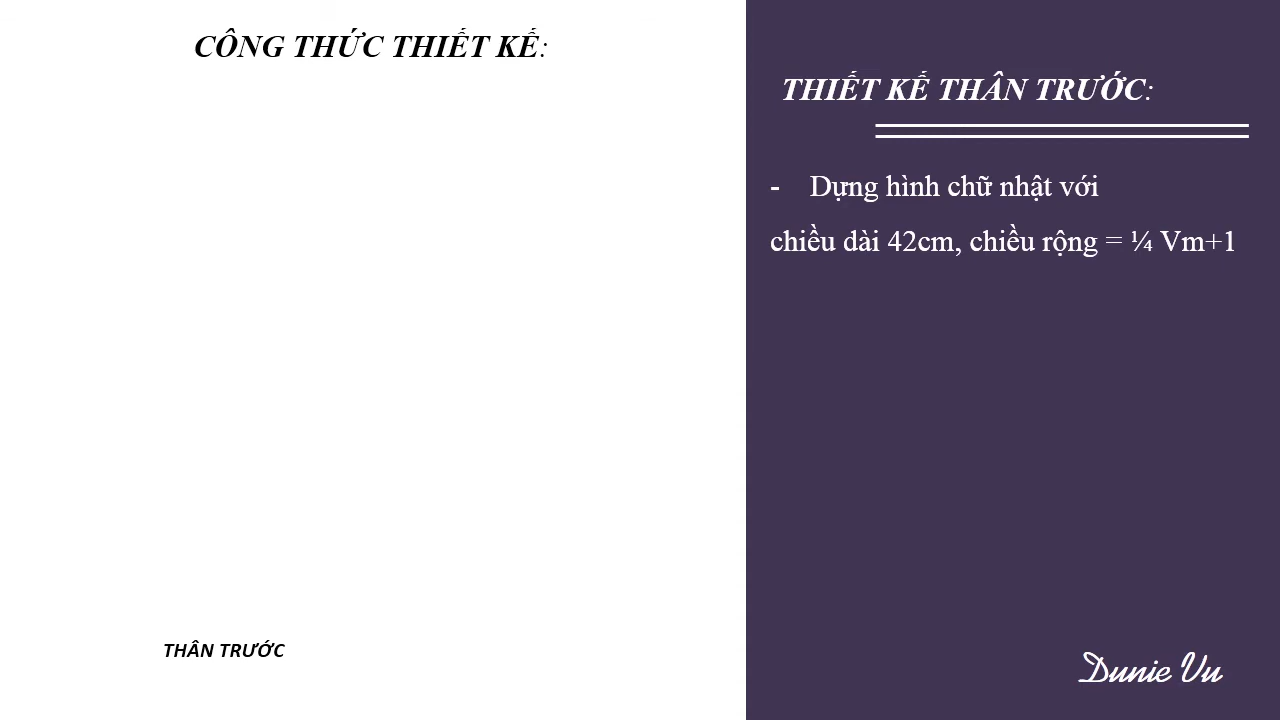 CÔNG THỨC THIẾT KẾ:
THIẾT KẾ THÂN TRƯỚC:
- Dựng hình chữ nhật với
chiều dài 42cm, chiều rộng = ¼ Vm+1
THÂN TRƯỚC
Dunie Vu